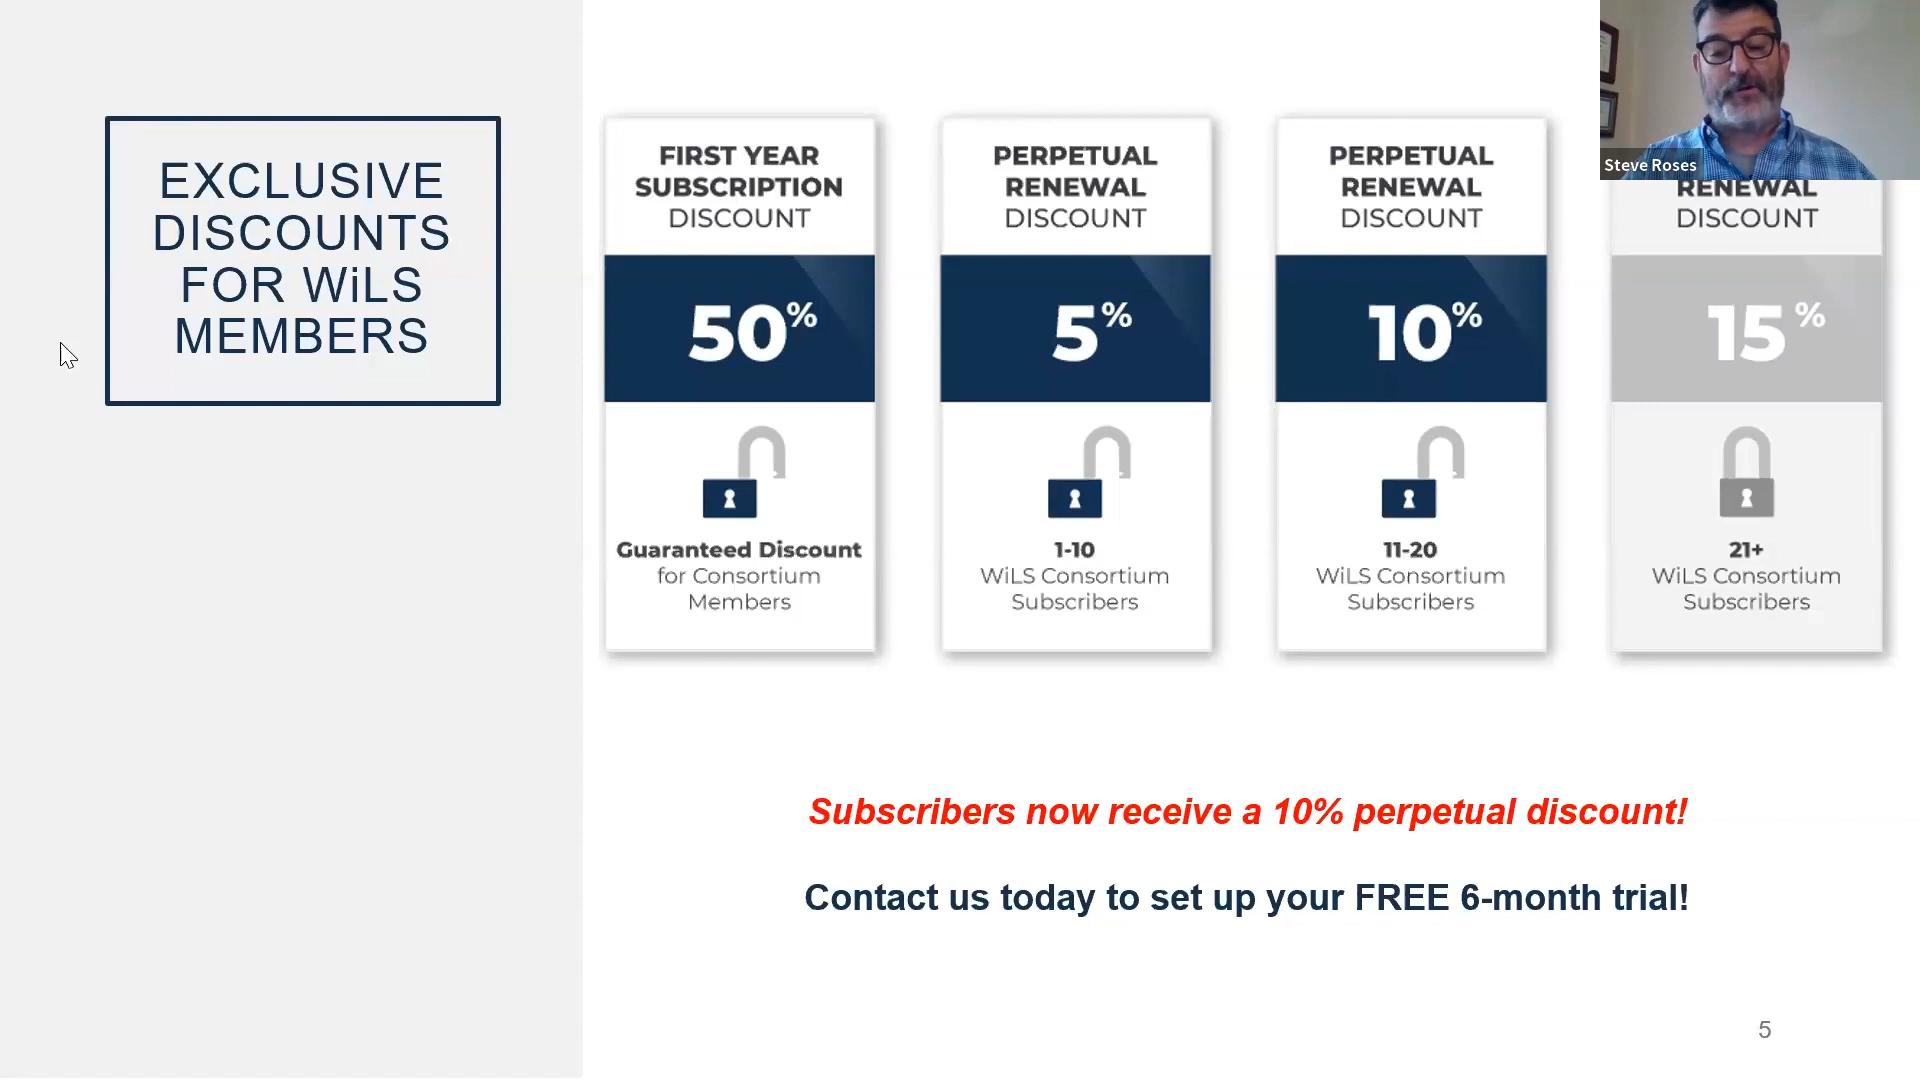 EXCLUSIVE
DISCOUNTS
FOR WiLS
MEMBERS
FIRST YEAR
SUBSCRIPTION
DISCOUNT
50%
Guaranteed Discount
for Consortium
Members
PERPETUAL
RENEWAL
DISCOUNT
5%
1-10
WiLS Consortium
Subscribers
PERPETUAL
RENEWAL
DISCOUNT
10%
11-20
WiLS Consortium
Subscribers
Steve Roses
RENEWAL
DISCOUNT
15%
21+
WiLS Consortium
Subscribers
Subscribers now receive a 10% perpetual discount!
Contact us today to set up your FREE 6-month trial!
5